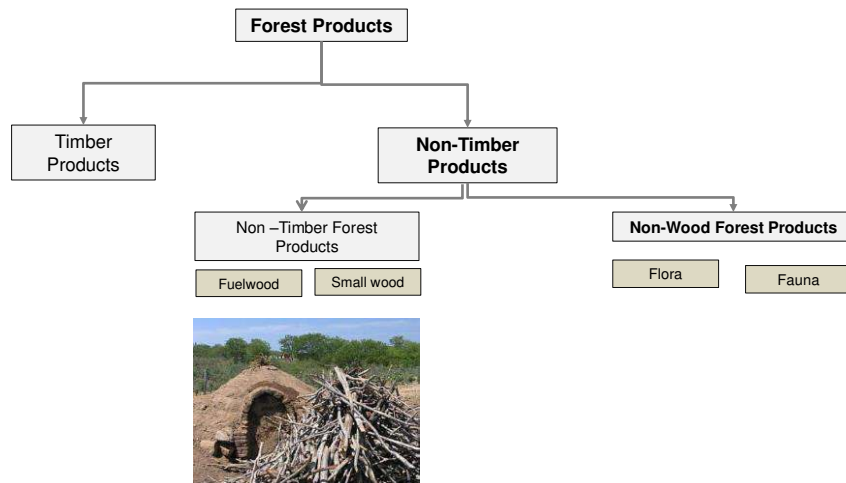 Forest Products
Timber
Products
Non-Timber
Products
Non –Timber Forest
Products
Non-Wood Forest Products
Fuelwood
Small wood
Flora
Fauna